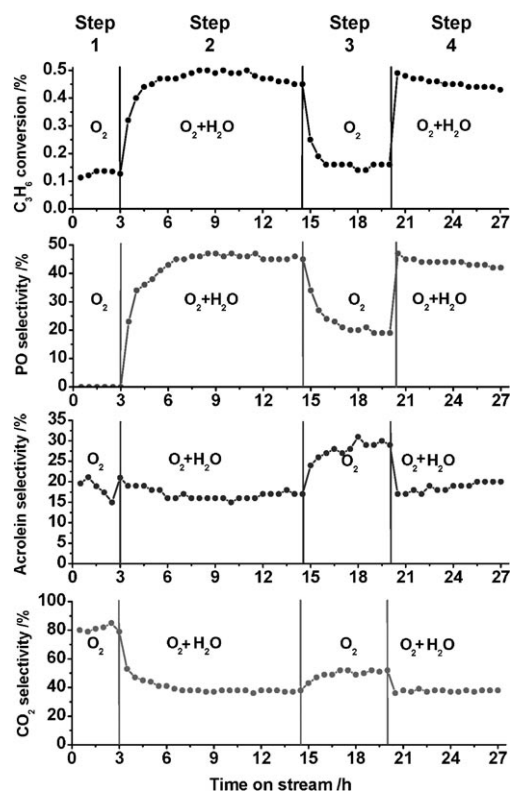 Step 1 Step 2 Step 3 Step 4
C₃H₆ conversion /%
0.5
0.4
0.3
0.2
0.1
0.0
O₂ O₂+H₂O O₂ O₂+H₂O
0 3 6 9 12 15 18 21 24 27
PO selectivity /%
50
40
30
20
10
0
O₂ O₂+H₂O O₂ O₂+H₂O
0 3 6 9 12 15 18 21 24 27
Acrolein selectivity /%
35
30
25
20
15
10
5
0
O₂ O₂+H₂O O₂ O₂+H₂O
0 3 6 9 12 15 18 21 24 27
CO₂ selectivity /%
100
80
60
40
20
0
O₂ O₂+H₂O O₂ O₂+H₂O
0 3 6 9 12 15 18 21 24 27
Time on stream /h